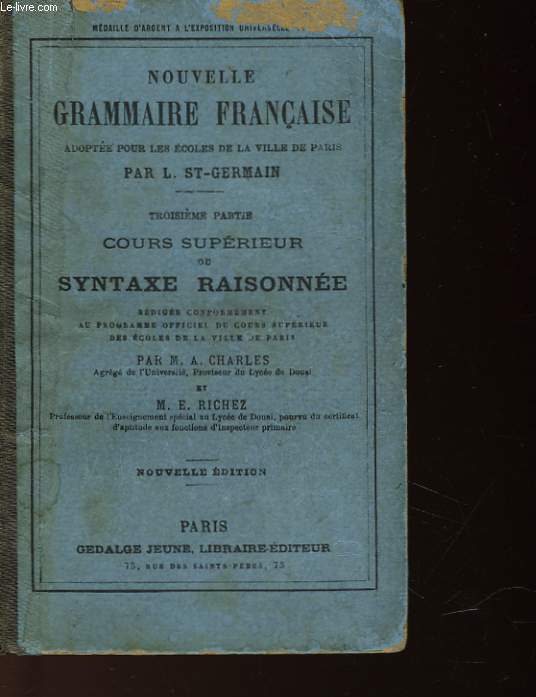 Le-livre.com
MÉDAILLE D'ARGENT A L'EXPOSITION UNIVERSELLE
NOUVELLE
GRAMMAIRE FRANÇAISE
ADOPTÉE POUR LES ÉCOLES DE LA VILLE DE PARIS
PAR L. ST-GERMAIN
TROISIÈME PARTIE
COURS SUPÉRIEUR
OU
SYNTAXE RAISONNÉE
RÉDIGÉE CONFORMÉMENT
AU PROGRAMME OFFICIEL DU COURS SUPÉRIEUR
DES ÉCOLES DE LA VILLE DE PARIS
PAR M. A. CHARLES
Agrégé de l'Université, Proviseur du Lycée de Douai
ET
M. E. RICHEZ
Professeur de l'Enseignement spécial au Lycée de Douai, pourvu du certificat
d'aptitude aux fonctions d'inspecteur primaire
NOUVELLE ÉDITION
PARIS
GEDALGE JEUNE, LIBRAIRE-ÉDITEUR
75, RUE DES SAINTS-PÈRES, 75